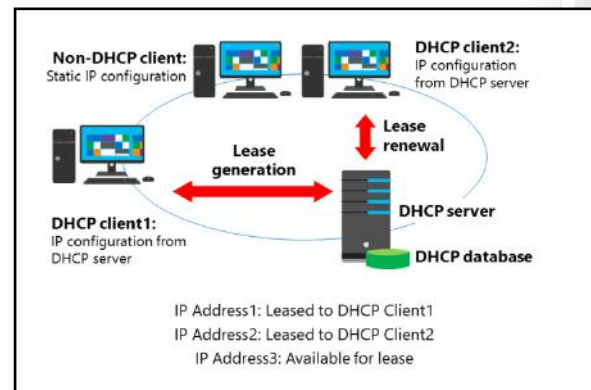 Non-DHCP client:
Static IP configuration
DHCP client2:
IP configuration
from DHCP server
Lease
renewal
Lease
generation
DHCP client1:
IP configuration from
DHCP server
DHCP server
DHCP database
IP Address1: Leased to DHCP Client1
IP Address2: Leased to DHCP Client2
IP Address3: Available for lease